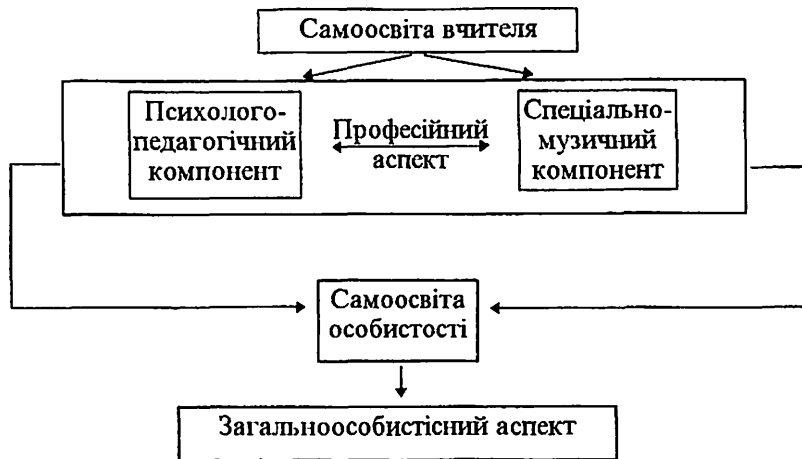 Самоосвіта вчителя
Психолого-
педагогічний
компонент
Професійний
аспект
Спеціально-
музичний
компонент
Самоосвіта
особистості
Загальноособистісний аспект